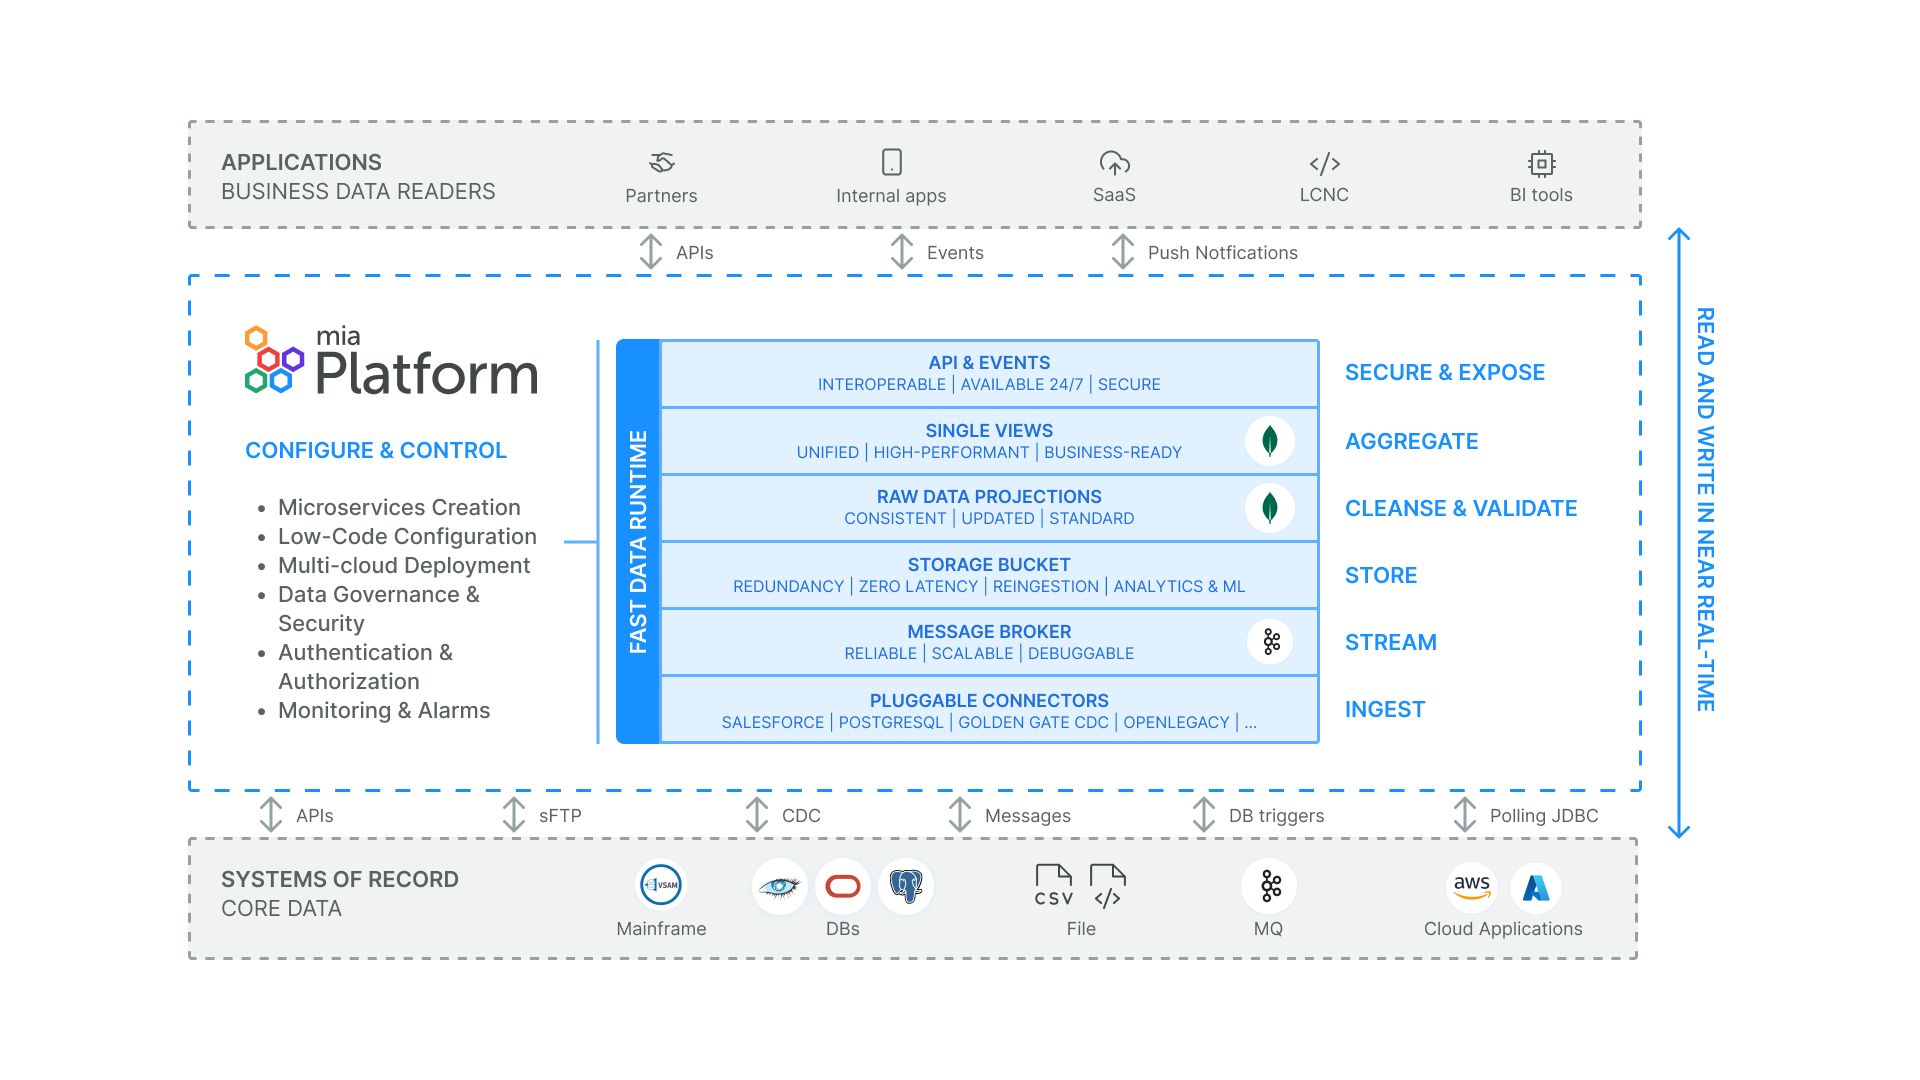 APPLICATIONS
BUSINESS DATA READERS
Partners
Internal apps
SaaS
LCNC
BI tools
APIs
Events
Push Notfications
mia
Platform
CONFIGURE & CONTROL
• Microservices Creation
• Low-Code Configuration
• Multi-cloud Deployment
• Data Governance &
Security
• Authentication &
Authorization
• Monitoring & Alarms
FAST DATA RUNTIME
API & EVENTS
INTEROPERABLE | AVAILABLE 24/7 | SECURE
SECURE & EXPOSE
SINGLE VIEWS
UNIFIED | HIGH-PERFORMANT | BUSINESS-READY
AGGREGATE
RAW DATA PROJECTIONS
CONSISTENT | UPDATED | STANDARD
CLEANSE & VALIDATE
STORAGE BUCKET
REDUNDANCY | ZERO LATENCY | REINGESTION | ANALYTICS & ML
STORE
MESSAGE BROKER
RELIABLE | SCALABLE | DEBUGGABLE
STREAM
PLUGGABLE CONNECTORS
SALESFORCE | POSTGRESQL | GOLDEN GATE CDC | OPENLEGACY | ...
INGEST
READ AND WRITE IN NEAR REAL-TIME
APIs
sFTP
CDC
Messages
DB triggers
Polling JDBC
SYSTEMS OF RECORD
CORE DATA
VSAM
Mainframe
DBs
CSV
</>
File
MQ
aws
Cloud Applications